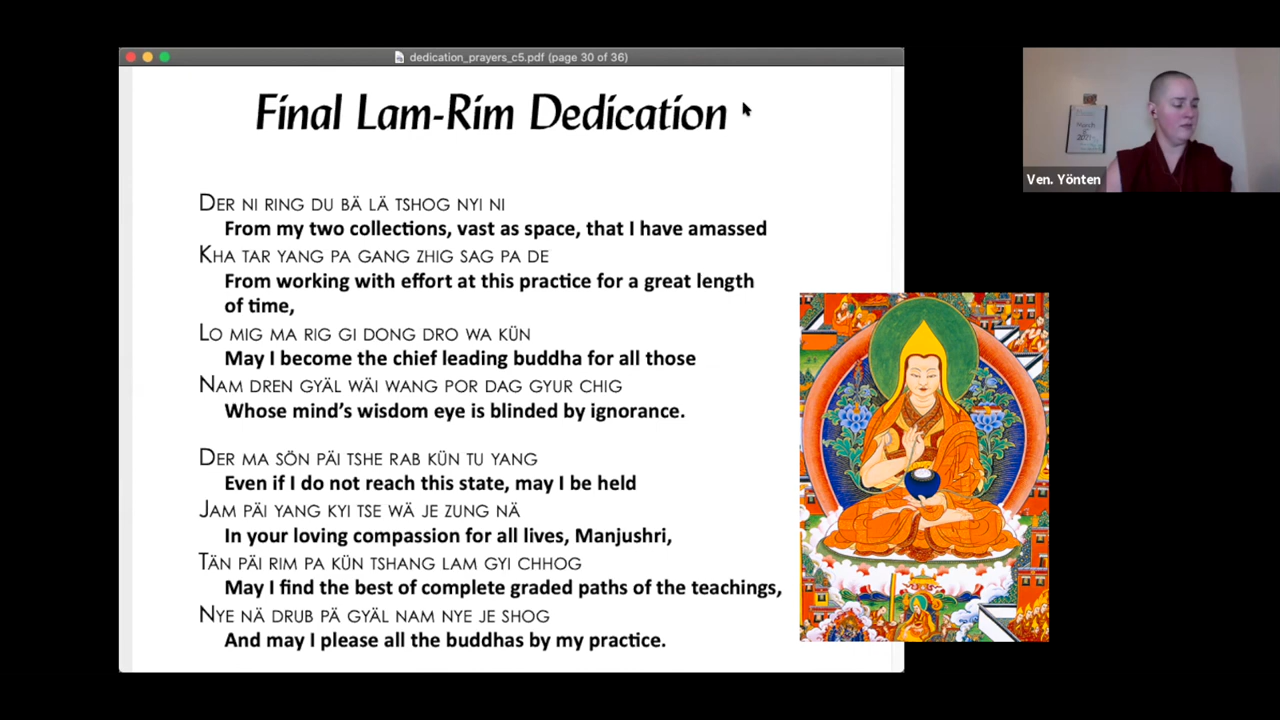 dedication_prayers_c5.pdf (page 30 of 36)
Final Lam-Rim Dedication
DER NI RING DU BÄ LÄ TSHOG NYI NI
From my two collections, vast as space, that I have amassed
KHA TAR YANG PA GANG ZHIG SAG PA DE
From working with effort at this practice for a great length
of time,
LO MIG MA RIG GI DONG DRO WA KÜN
May I become the chief leading buddha for all those
NAM DREN GYÄL WÄI WANG POR DAG GYUR CHIG
Whose mind's wisdom eye is blinded by ignorance.
DER MA SÖN PÄI TSHE RAB KÜN TU YANG
Even if I do not reach this state, may I be held
JAM PÄI YANG KYI TSE WÄ JE ZUNG NÄ
In your loving compassion for all lives, Manjushri,
TÄN PÄI RIM PA KÜN TSHANG LAM GYI CHHOG
May I find the best of complete graded paths of the teachings,
NYE NÄ DRUB PÄ GYÄL NAM NYE JE SHOG
And may I please all the buddhas by my practice.
March
Ven. Yönten